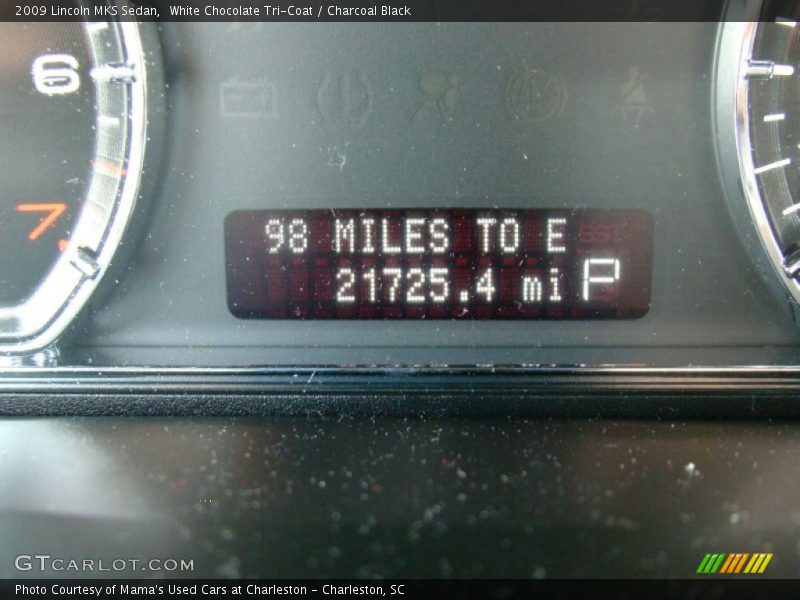 2009 Lincoln MKS Sedan, White Chocolate Tri-Coat / Charcoal Black
6
7
98 MILES TO E SST
21725.4 mi P
GTCARLOT.COM
Photo Courtesy of Mama's Used Cars at Charleston - Charleston, SC